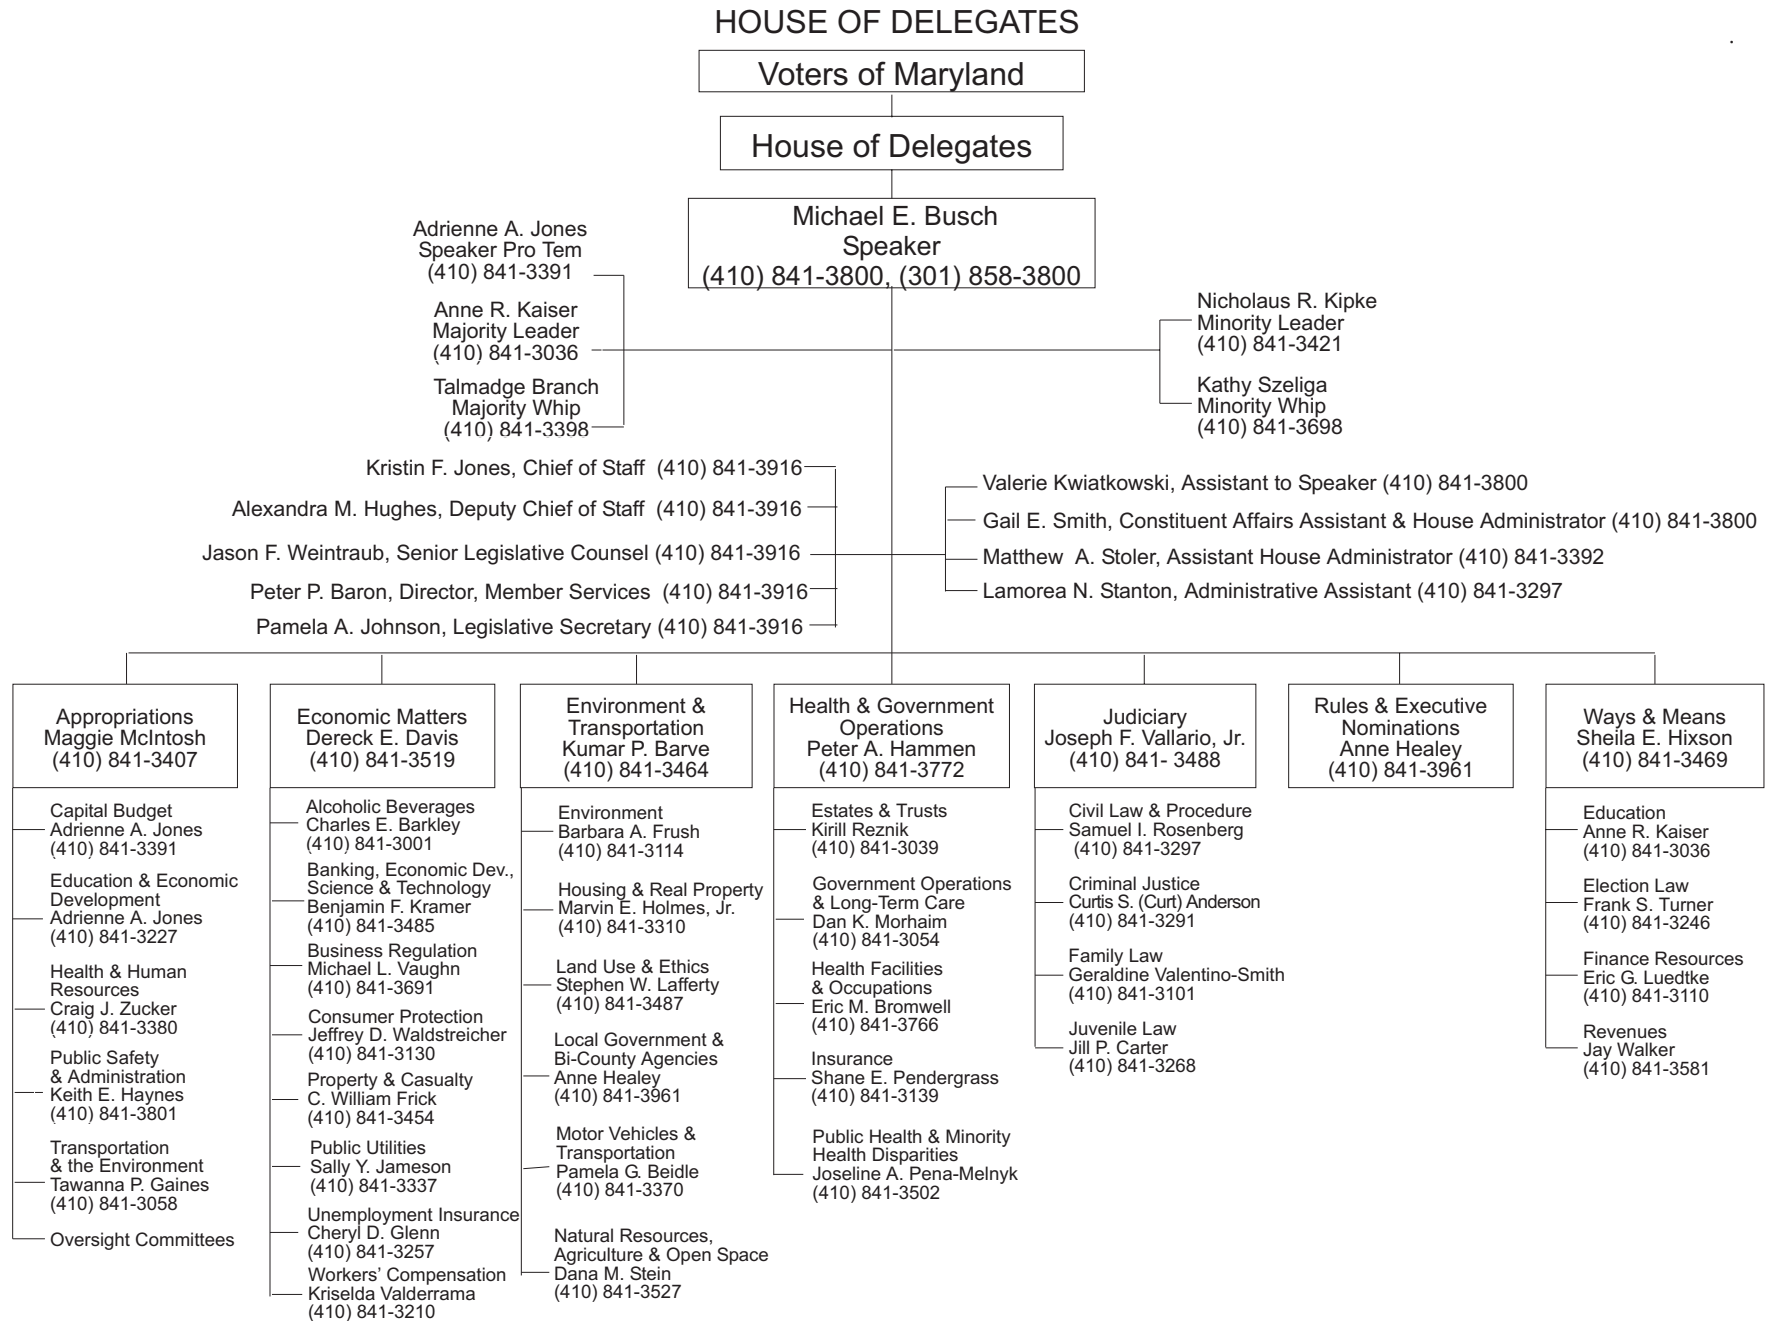 HOUSE OF DELEGATES
Voters of Maryland
House of Delegates
Michael E. Busch
Speaker
(410) 841-3800, (301) 858-3800
Adrienne A. Jones
Speaker Pro Tem
(410) 841-3391
Anne R. Kaiser
Majority Leader
(410) 841-3036
Talmadge Branch
Majority Whip
(410) 841-3398
Nicholaus R. Kipke
Minority Leader
(410) 841-3421
Kathy Szeliga
Minority Whip
(410) 841-3698
Kristin F. Jones, Chief of Staff (410) 841-3916
Alexandra M. Hughes, Deputy Chief of Staff (410) 841-3916
Jason F. Weintraub, Senior Legislative Counsel (410) 841-3916
Peter P. Baron, Director, Member Services (410) 841-3916
Pamela A. Johnson, Legislative Secretary (410) 841-3916
Valerie Kwiatkowski, Assistant to Speaker (410) 841-3800
Gail E. Smith, Constituent Affairs Assistant & House Administrator (410) 841-3800
Matthew A. Stoler, Assistant House Administrator (410) 841-3392
Lamorea N. Stanton, Administrative Assistant (410) 841-3297
Appropriations
Maggie McIntosh
(410) 841-3407
Capital Budget
Adrienne A. Jones
(410) 841-3391
Education & Economic
Development
Adrienne A. Jones
(410) 841-3227
Health & Human
Resources
Craig J. Zucker
(410) 841-3380
Public Safety
& Administration
Keith E. Haynes
(410) 841-3801
Transportation
& the Environment
Tawanna P. Gaines
(410) 841-3058
Oversight Committees
Economic Matters
Dereck E. Davis
(410) 841-3519
Alcoholic Beverages
Charles E. Barkley
(410) 841-3001
Banking, Economic Dev.,
Science & Technology
Benjamin F. Kramer
(410) 841-3485
Business Regulation
Michael L. Vaughn
(410) 841-3691
Consumer Protection
Jeffrey D. Waldstreicher
(410) 841-3130
Property & Casualty
C. William Frick
(410) 841-3454
Public Utilities
Sally Y. Jameson
(410) 841-3337
Unemployment Insurance
Cheryl D. Glenn
(410) 841-3257
Workers' Compensation
Kriselda Valderrama
(410) 841-3210
Environment &
Transportation
Kumar P. Barve
(410) 841-3464
Environment
Barbara A. Frush
(410) 841-3114
Housing & Real Property
Marvin E. Holmes, Jr.
(410) 841-3310
Land Use & Ethics
Stephen W. Lafferty
(410) 841-3487
Local Government &
Bi-County Agencies
Anne Healey
(410) 841-3961
Motor Vehicles &
Transportation
Pamela G. Beidle
(410) 841-3370
Natural Resources,
Agriculture & Open Space
Dana M. Stein
(410) 841-3527
Health & Government
Operations
Peter A. Hammen
(410) 841-3772
Estates & Trusts
Kirill Reznik
(410) 841-3039
Government Operations
& Long-Term Care
Dan K. Morhaim
(410) 841-3054
Health Facilities
& Occupations
Eric M. Bromwell
(410) 841-3766
Insurance
Shane E. Pendergrass
(410) 841-3139
Public Health & Minority
Health Disparities
Joseline A. Pena-Melnyk
(410) 841-3502
Judiciary
Joseph F. Vallario, Jr.
(410) 841- 3488
Civil Law & Procedure
Samuel I. Rosenberg
(410) 841-3297
Criminal Justice
Curtis S. (Curt) Anderson
(410) 841-3291
Family Law
Geraldine Valentino-Smith
(410) 841-3101
Juvenile Law
Jill P. Carter
(410) 841-3268
Rules & Executive
Nominations
Anne Healey
(410) 841-3961
Ways & Means
Sheila E. Hixson
(410) 841-3469
Education
Anne R. Kaiser
(410) 841-3036
Election Law
Frank S. Turner
(410) 841-3246
Finance Resources
Eric G. Luedtke
(410) 841-3110
Revenues
Jay Walker
(410) 841-3581